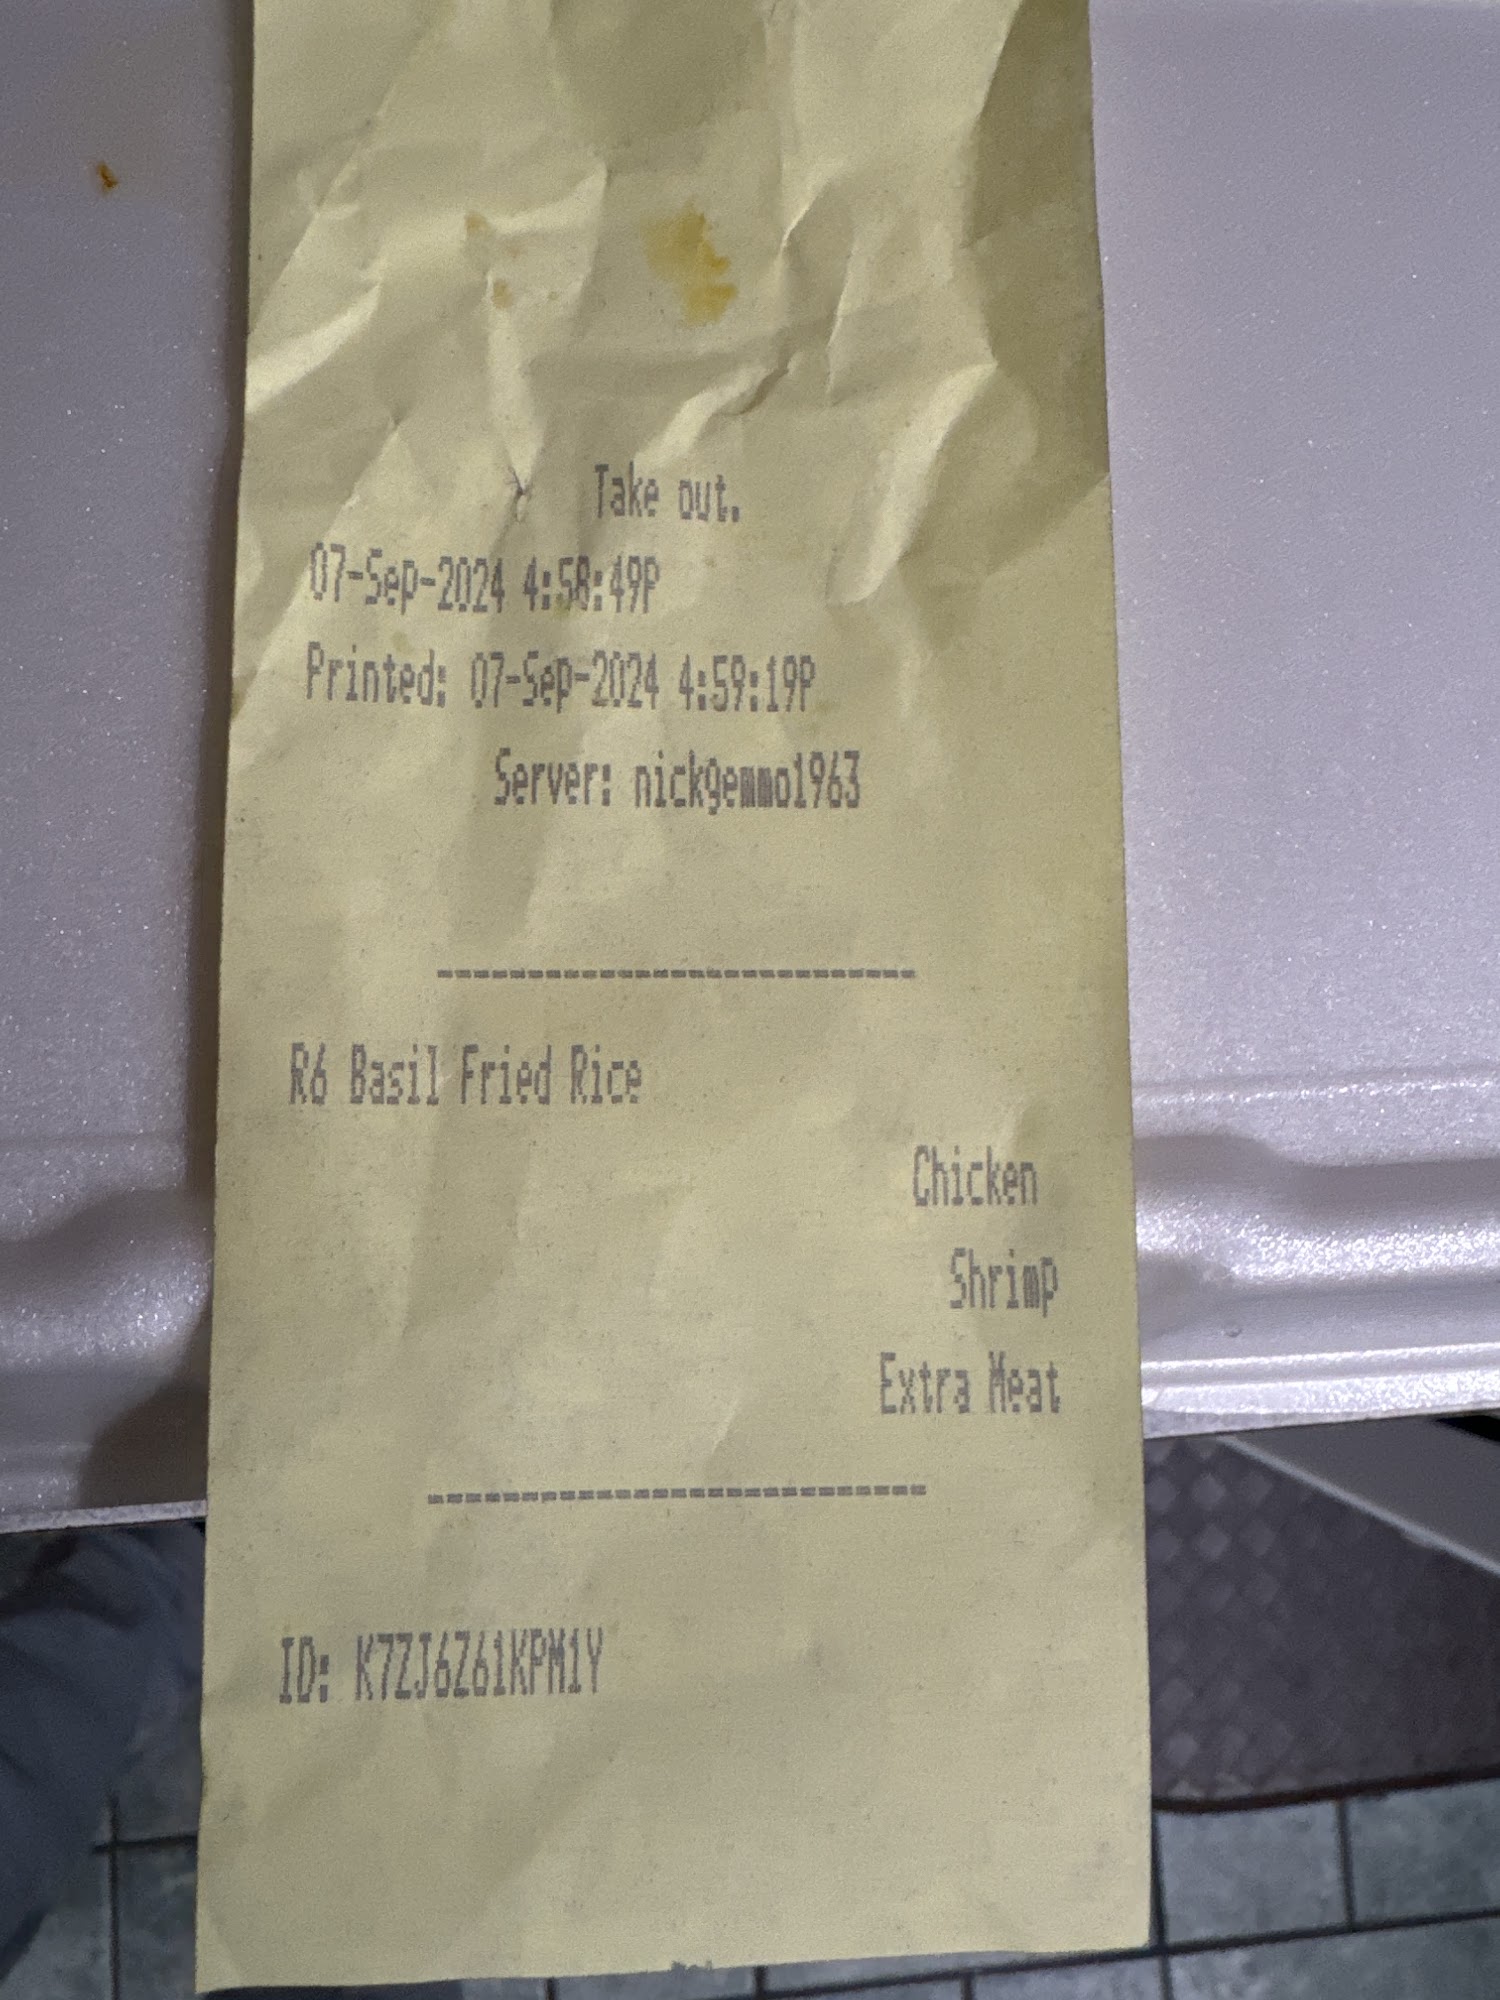 Take out.
07-Sep-2024 4:58:49P
Printed: 07-Sep-2024 4:59:19P
Server: nickgemmo1963
--------------------------
R6 Basil Fried Rice
Chicken
Shrimp
Extra Meat
---------------------------
ID: K7ZJ6Z61KPM1Y